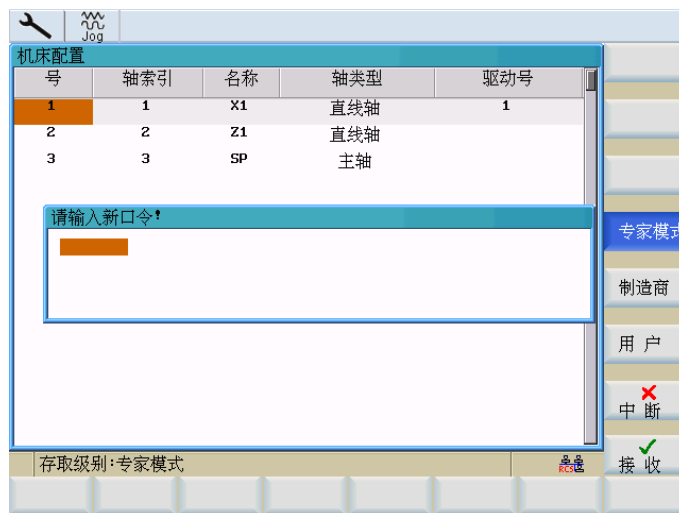 Jog
机床配置
号 轴索引 名称 轴类型 驱动号
1 1 X1 直线轴 1
2 2 Z1 直线轴
3 3 SP 主轴
请输入新口令!
专家模式
制造商
用 户
中 断
存取级别:专家模式
RCS
接 收